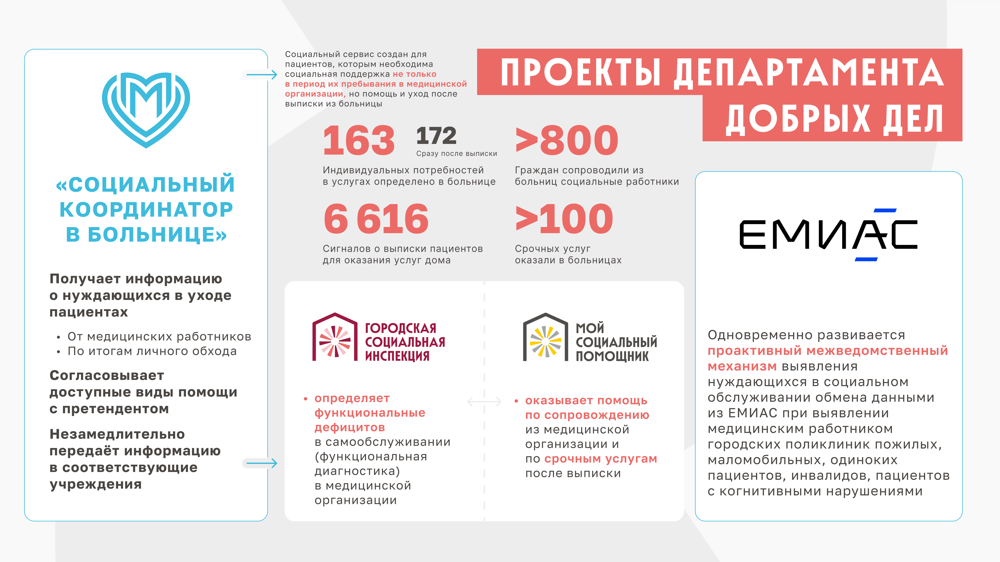 ПРОЕКТЫ ДЕПАРТАМЕНТА
ДОБРЫХ ДЕЛ
«СОЦИАЛЬНЫЙ
КООРДИНАТОР
В БОЛЬНИЦЕ»
Получает информацию
о нуждающихся в уходе
пациентах
• От медицинских работников
• По итогам личного обхода
Согласовывает
доступные виды помощи
с претендентом
Незамедлительно
передаёт информацию
в соответствующие
учреждения
Социальный сервис создан для
пациентов, которым необходима
социальная поддержка не только
в период их пребывания в медицинской
организации, но помощь и уход после
выписки из больницы
163
Индивидуальных потребностей
в услугах определено в больнице
172
Сразу после выписки
>800
Граждан сопроводили из
больниц социальные работники
6 616
Сигналов о выписки пациентов
для оказания услуг дома
>100
Срочных услуг
оказали в больницах
ГОРОДСКАЯ
СОЦИАЛЬНАЯ
ИНСПЕКЦИЯ
• определяет
функциональные
дефицитов
в самообслуживании
(функциональная
диагностика)
в медицинской
организации
МОЙ
СОЦИАЛЬНЫЙ
ПОМОЩНИК
• оказывает помощь
по сопровождению
из медицинской
организации и
по срочным услугам
после выписки
ЕМИАС
Одновременно развивается
проактивный межведомственный
механизм выявления
нуждающихся в социальном
обслуживании обмена данными
из ЕМИАС при выявлении
медицинским работником
городских поликлиник пожилых,
маломобильных, одиноких
пациентов, инвалидов, пациентов
с когнитивными нарушениями